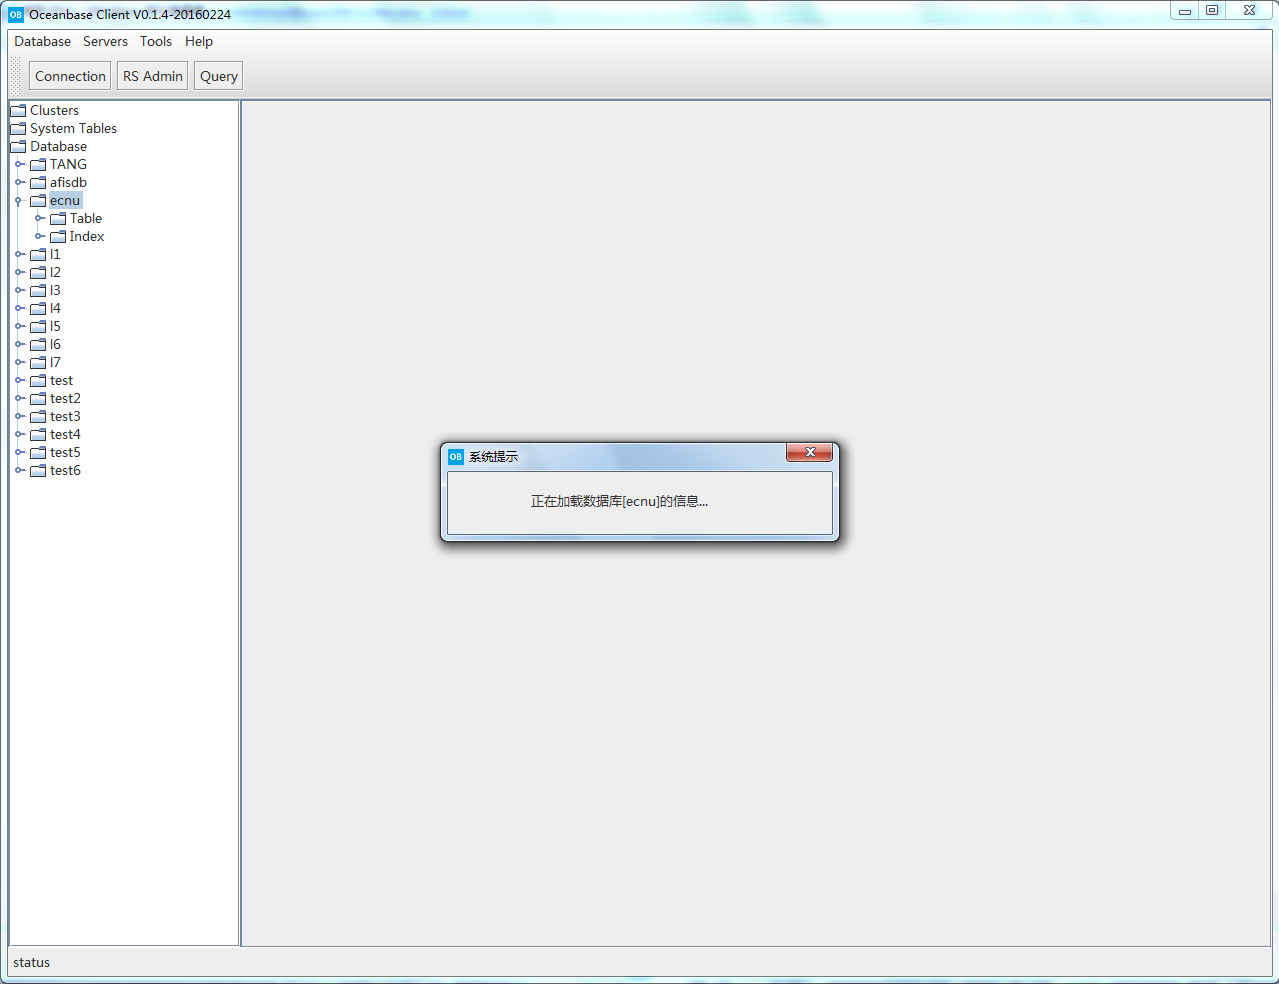 OB Oceanbase Client V0.1.4-20160224
Database Servers Tools Help
Connection RS Admin Query
Clusters
System Tables
Database
TANG
afisdb
ecnu
Table
Index
l1
l2
l3
l4
l5
l6
l7
test
test2
test3
test4
test5
test6
OB 系统提示
正在加载数据库[ecnu]的信息...
status